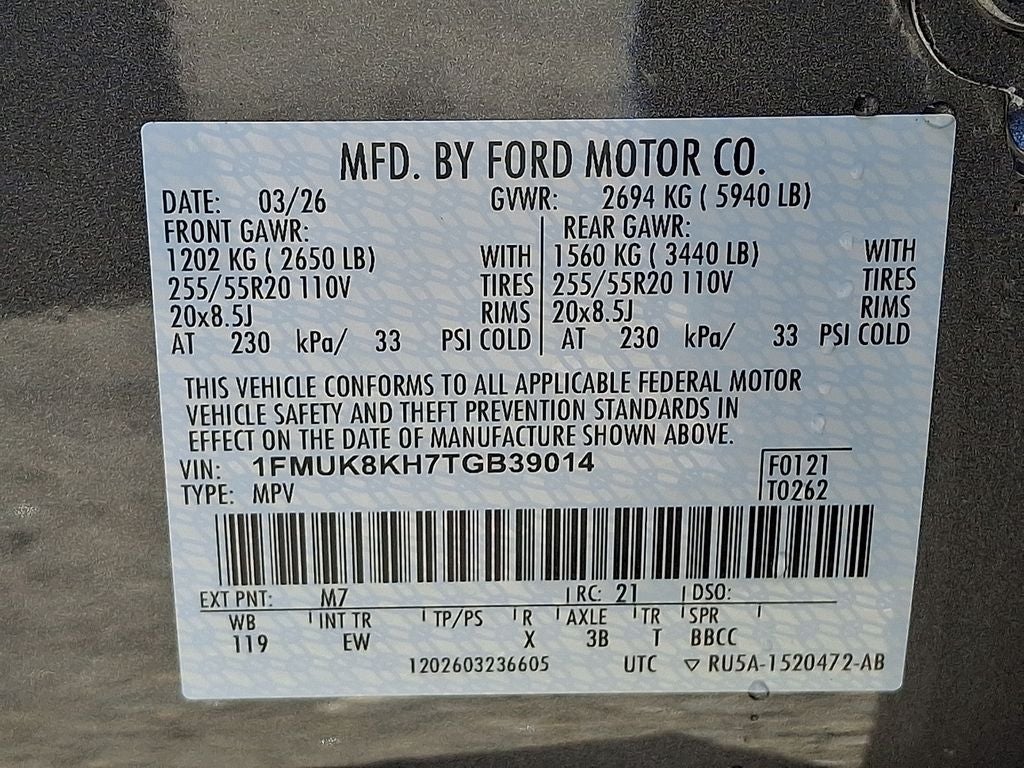 MFD. BY FORD MOTOR CO.
DATE: 03/26 GVWR: 2694 KG ( 5940 LB)
FRONT GAWR: REAR GAWR:
1202 KG ( 2650 LB) WITH 1560 KG ( 3440 LB) WITH
255/55R20 110V TIRES 255/55R20 110V TIRES
20x8.5J RIMS 20x8.5J RIMS
AT 230 kPa/ 33 PSI COLD AT 230 kPa/ 33 PSI COLD
THIS VEHICLE CONFORMS TO ALL APPLICABLE FEDERAL MOTOR
VEHICLE SAFETY AND THEFT PREVENTION STANDARDS IN
EFFECT ON THE DATE OF MANUFACTURE SHOWN ABOVE.
VIN: 1FMUK8KH7TGB39014 F0121
TYPE: MPV T0262
EXT PNT: M7 RC: 21 DSO:
WB INT TR TP/PS R AXLE TR SPR
119 EW X 3B T BBCC
1202603236605 UTC ▽ RU5A-1520472-AB